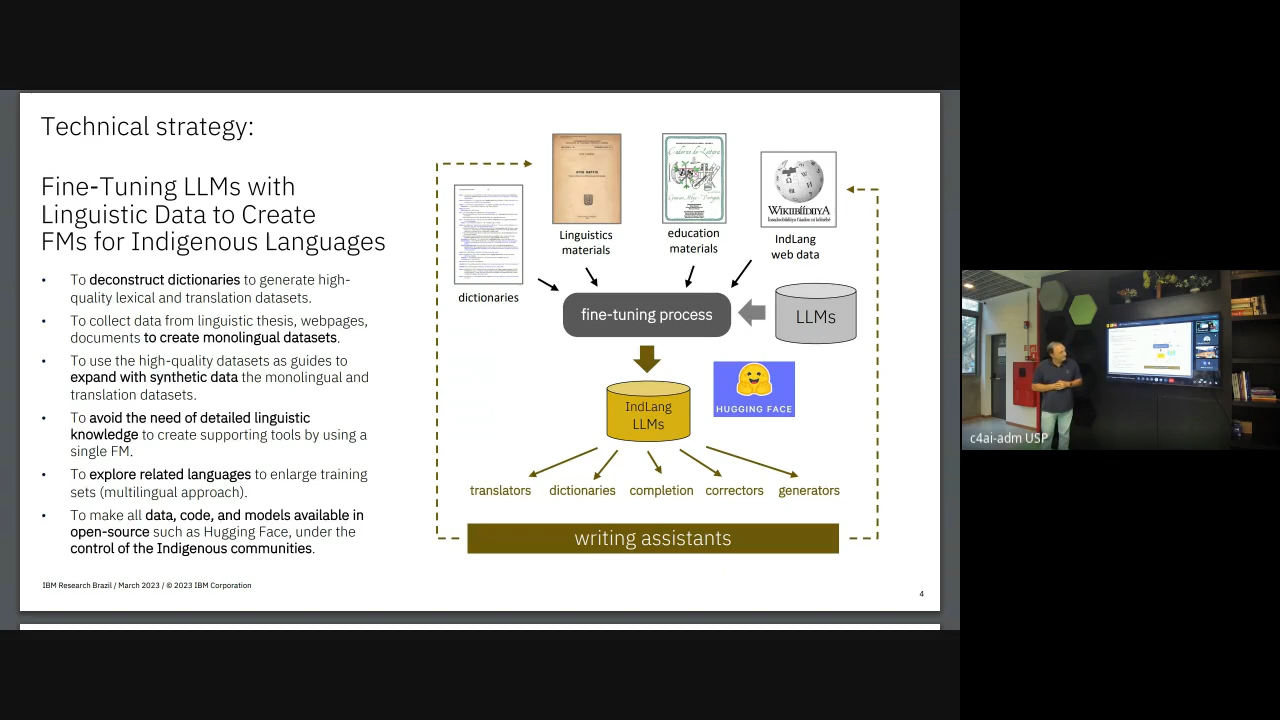 Technical strategy:
Fine-Tuning LLMs with
Linguistic Data to Create
FMs for Indigenous Languages
• To deconstruct dictionaries to generate high-
quality lexical and translation datasets.
• To collect data from linguistic thesis, webpages,
documents to create monolingual datasets.
• To use the high-quality datasets as guides to
expand with synthetic data the monolingual and
translation datasets.
• To avoid the need of detailed linguistic
knowledge to create supporting tools by using a
single FM.
• To explore related languages to enlarge training
sets (multilingual approach).
• To make all data, code, and models available in
open-source such as Hugging Face, under the
control of the Indigenous communities.
IBM Research Brazil / March 2023 / © 2023 IBM Corporation
dictionaries
Linguistics
materials
Caderno de Leitura
education
materials
IndLang
web data
fine-tuning process
LLMs
IndLang
LLMs
HUGGING FACE
translators
dictionaries
completion
correctors
generators
writing assistants
4
c4ai-adm USP